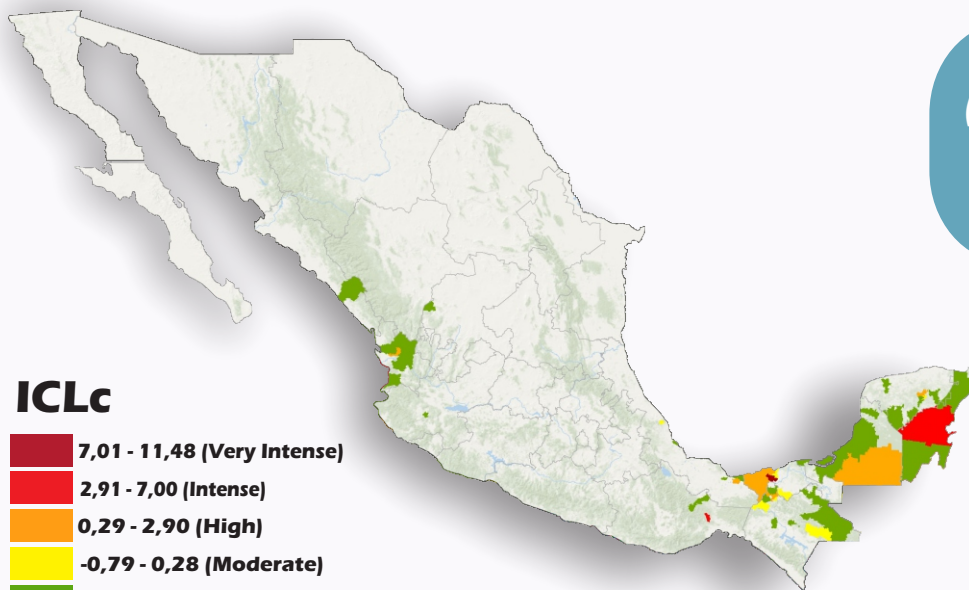 ICLc
7,01 - 11,48 (Very Intense)
2,91 - 7,00 (Intense)
0,29 - 2,90 (High)
-0,79 - 0,28 (Moderate)